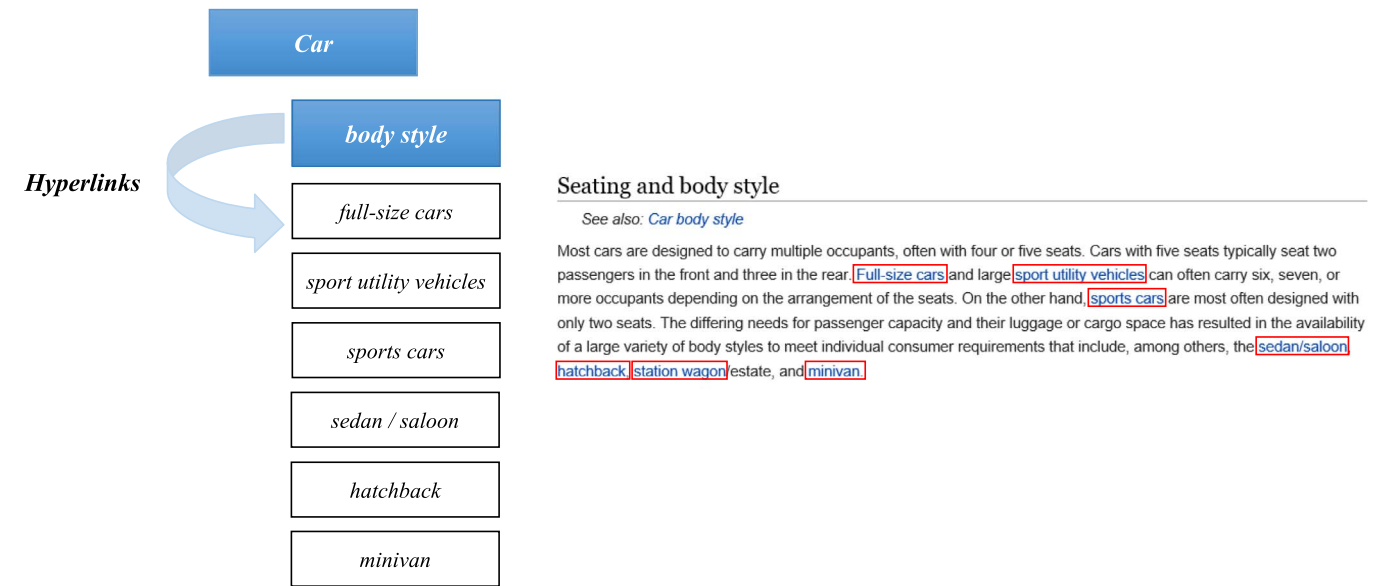 Car
body style
Hyperlinks
full-size cars
sport utility vehicles
sports cars
sedan / saloon
hatchback
minivan
Seating and body style
See also: Car body style
Most cars are designed to carry multiple occupants, often with four or five seats. Cars with five seats typically seat two
passengers in the front and three in the rear. Full-size cars and large sport utility vehicles can often carry six, seven, or
more occupants depending on the arrangement of the seats. On the other hand, sports cars are most often designed with
only two seats. The differing needs for passenger capacity and their luggage or cargo space has resulted in the availability
of a large variety of body styles to meet individual consumer requirements that include, among others, the sedan/saloon,
hatchback, station wagon/estate, and minivan.